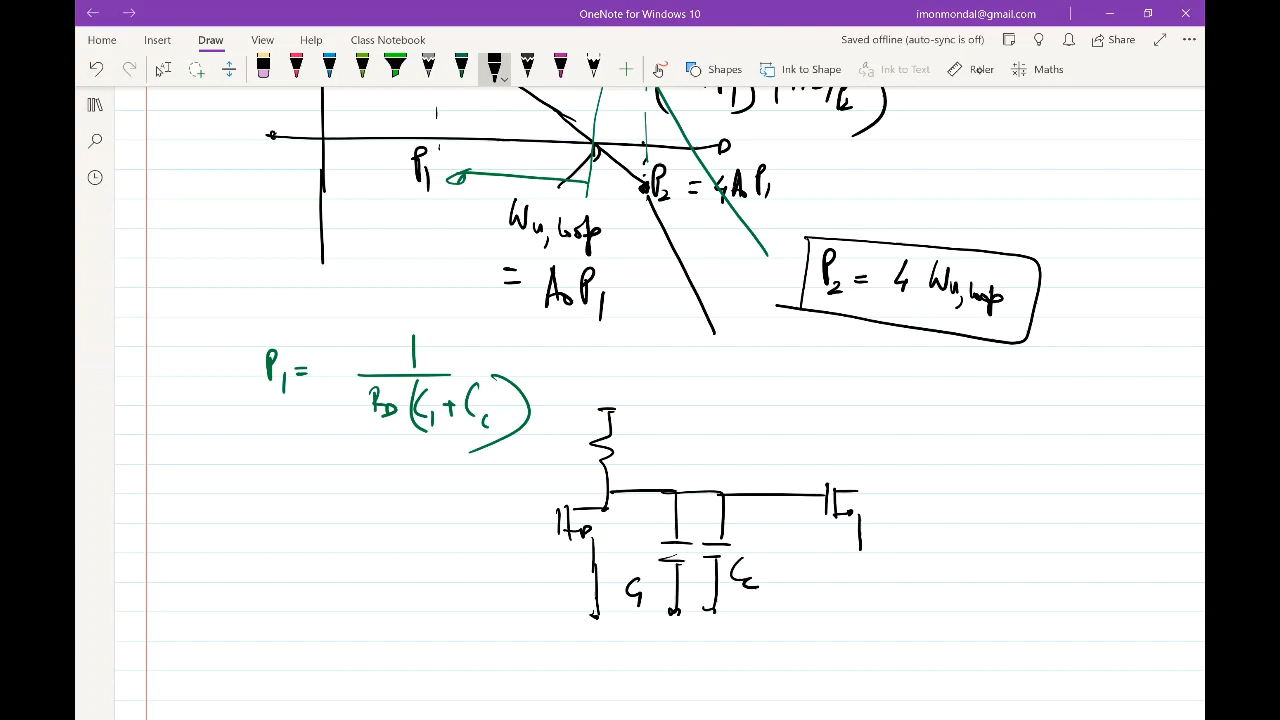 OneNote for Windows 10
imonmondal@gmail.com
Home Insert Draw View Help Class Notebook
Saved offline (auto-sync is off)
Share
Shapes Ink to Shape Ink to Text Ruler Maths
P1
P2 = 4A0P1
Wu, loop
= A0P1
P2 = 4 Wu, loop
P1 = 1 / RD(C1 + Cc)
C1 Cc